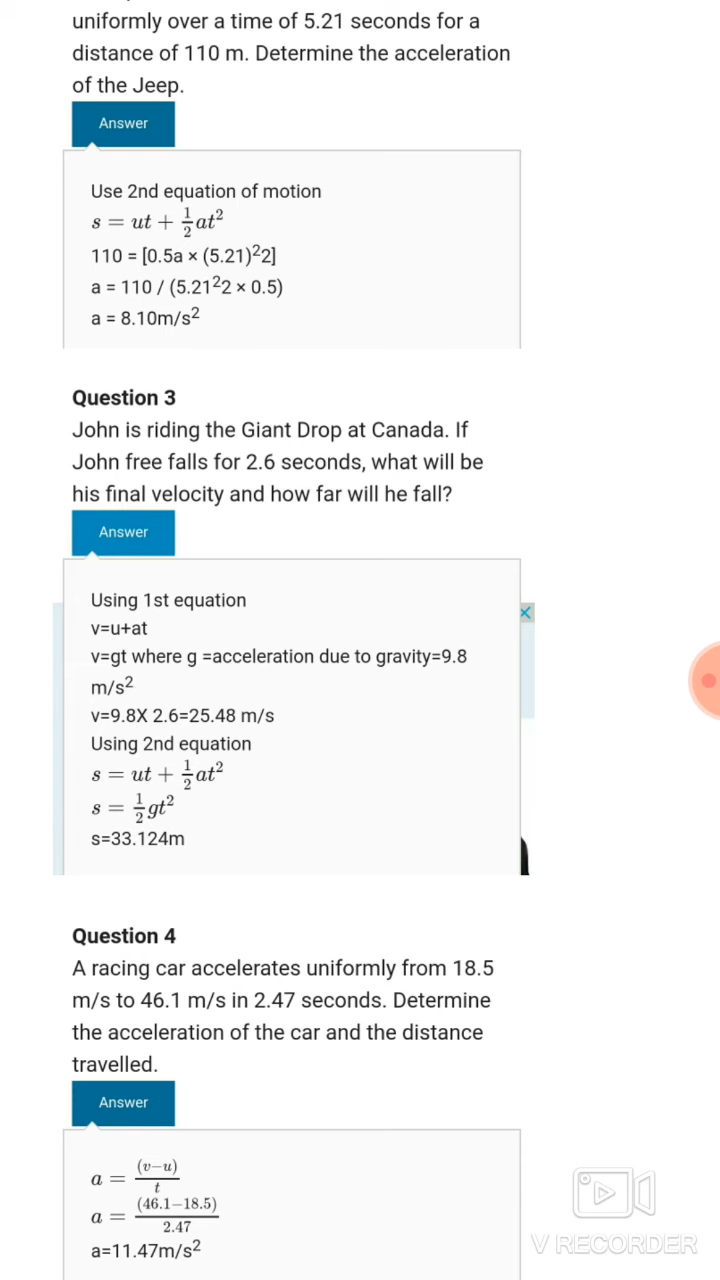 uniformly over a time of 5.21 seconds for a
distance of 110 m. Determine the acceleration
of the Jeep.
Answer
Use 2nd equation of motion
s = ut + ½at²
110 = [0.5a × (5.21)²2]
a = 110 / (5.21²2 × 0.5)
a = 8.10m/s²
Question 3
John is riding the Giant Drop at Canada. If
John free falls for 2.6 seconds, what will be
his final velocity and how far will he fall?
Answer
Using 1st equation
v=u+at
v=gt where g =acceleration due to gravity=9.8
m/s²
v=9.8X 2.6=25.48 m/s
Using 2nd equation
s = ut + ½at²
s = ½gt²
s=33.124m
Question 4
A racing car accelerates uniformly from 18.5
m/s to 46.1 m/s in 2.47 seconds. Determine
the acceleration of the car and the distance
travelled.
Answer
a = (v−u)/t
a = (46.1−18.5)/2.47
a=11.47m/s²
V RECORDER